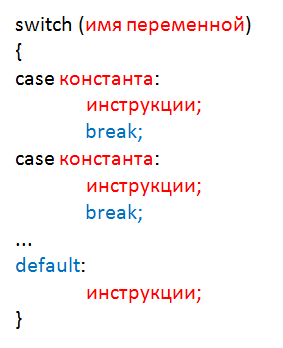 switch (имя переменной)
{
case константа:
инструкции;
break;
case константа:
инструкции;
break;
...
default:
инструкции;
}